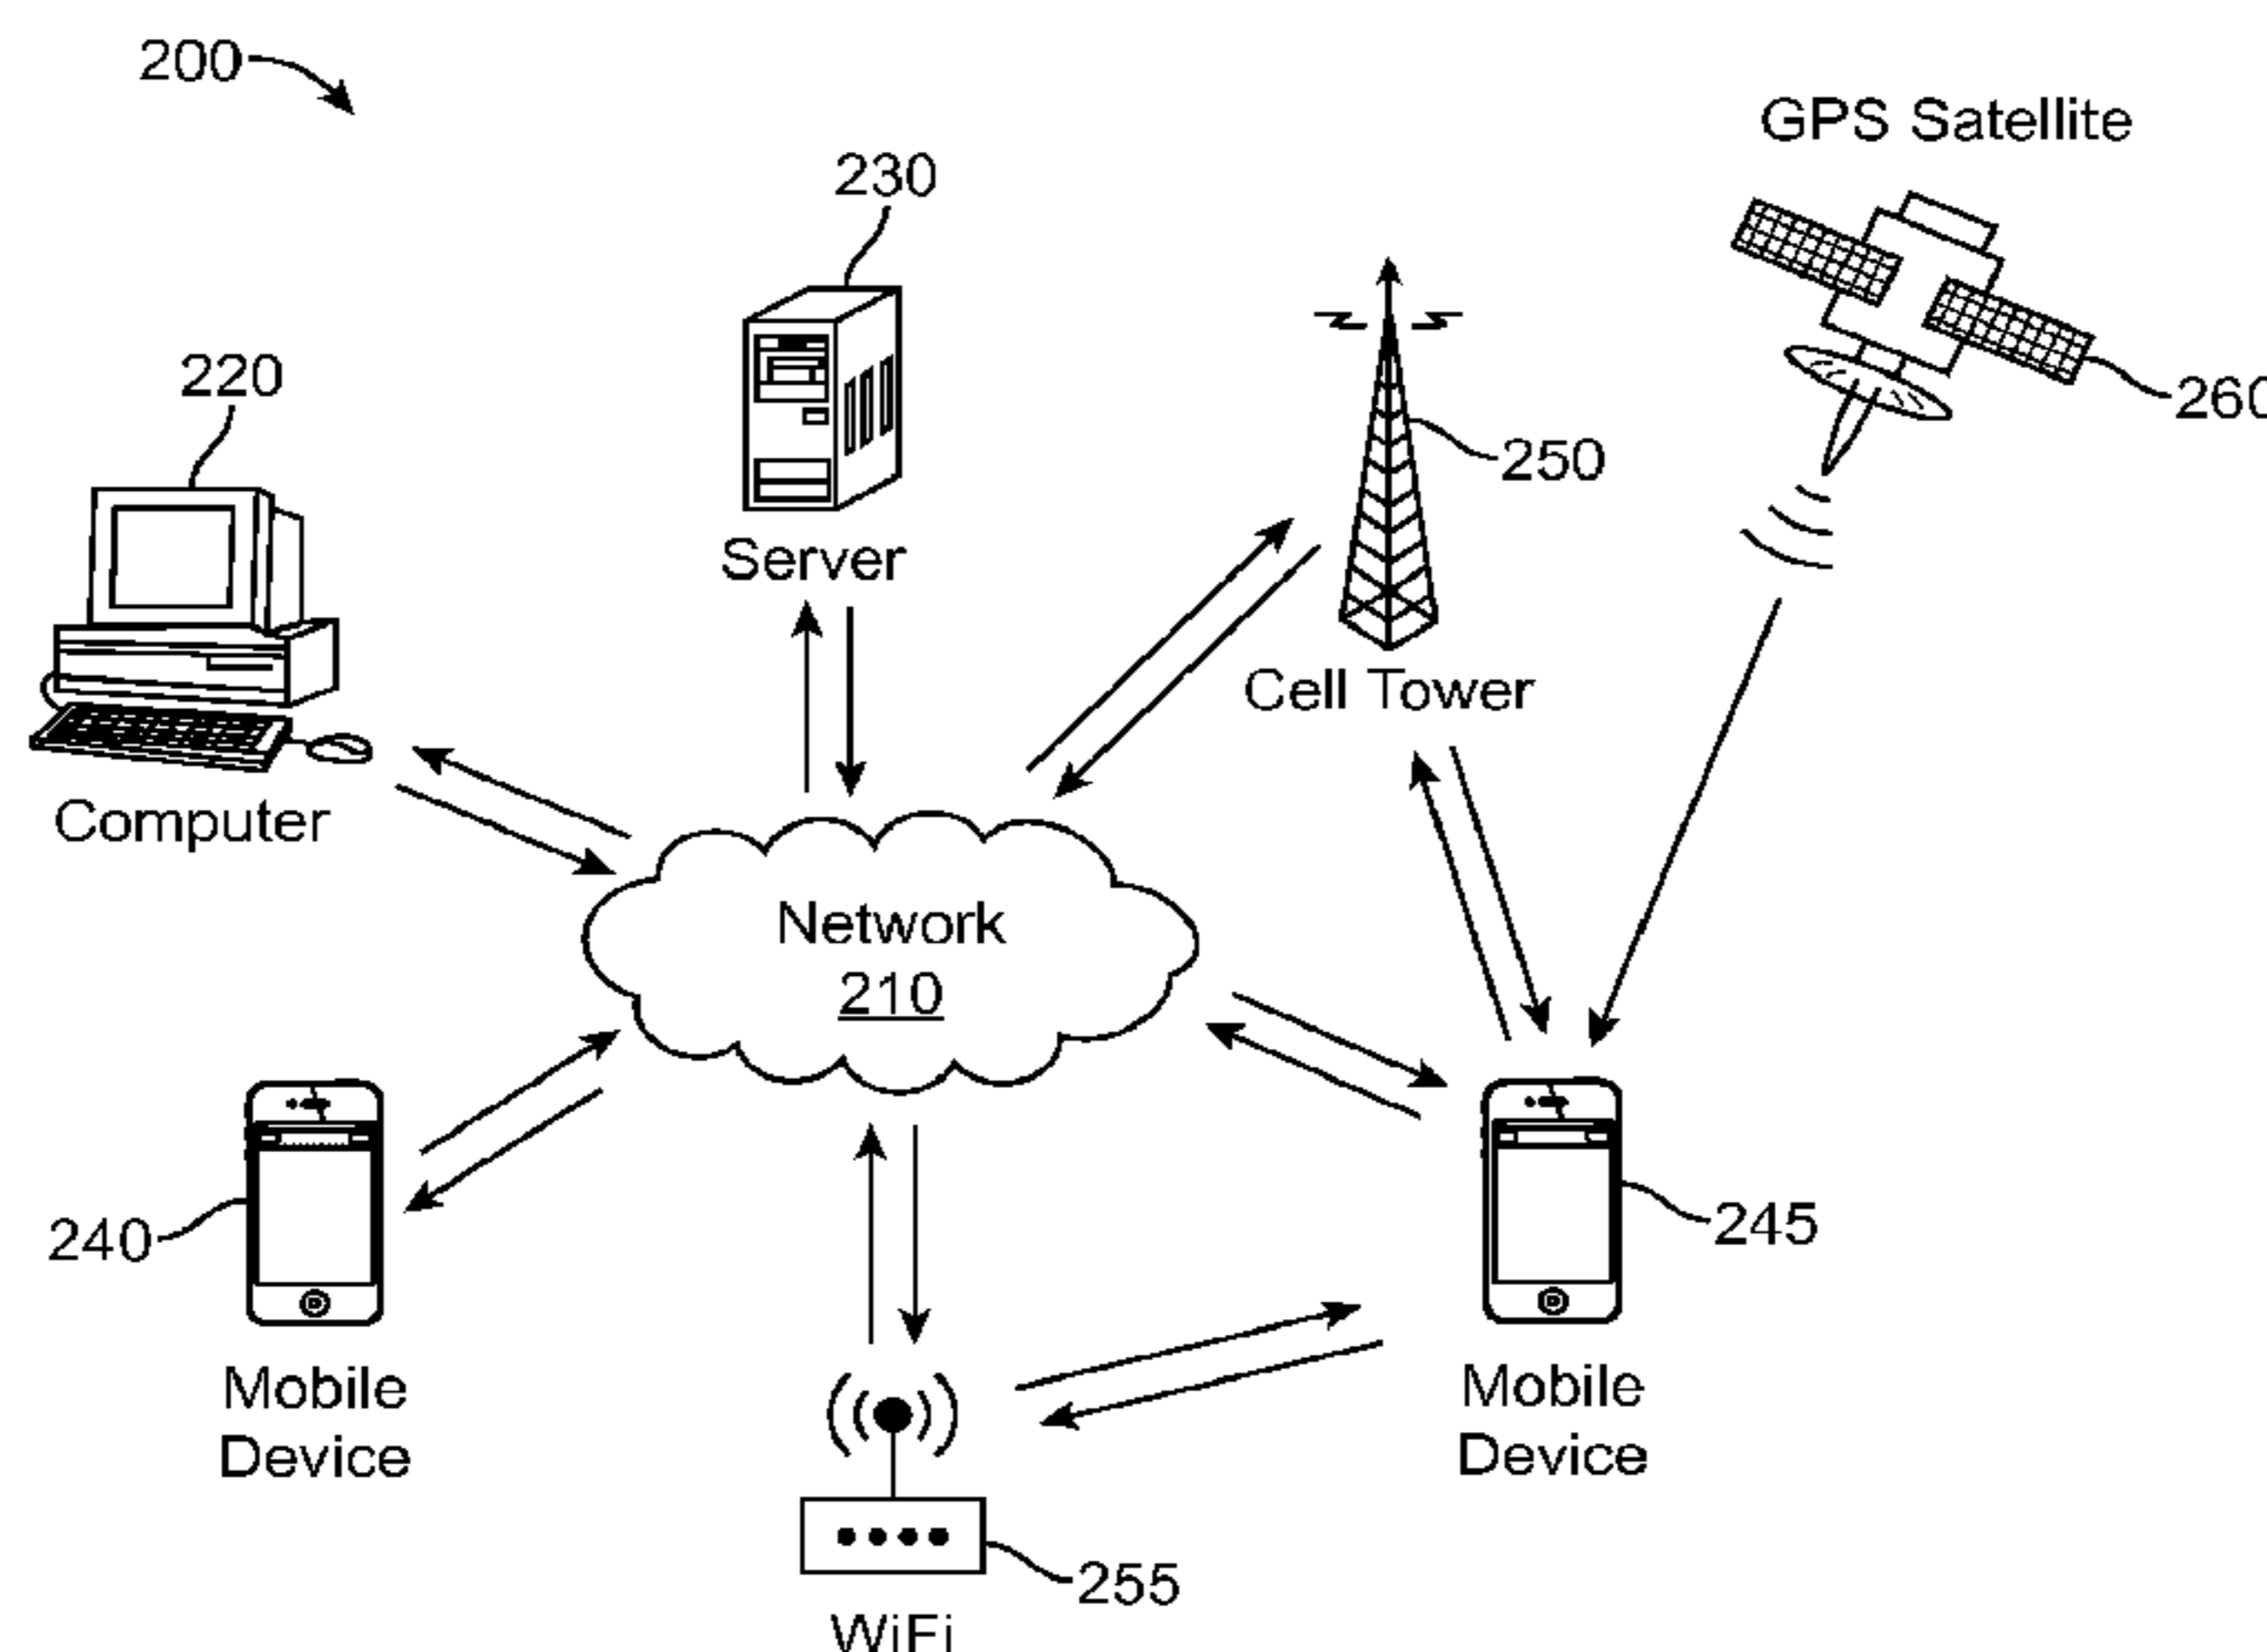 200
GPS Satellite
230
220
260
250
Server
Cell Tower
Computer
Network
210
240
245
Mobile
Device
Mobile
Device
255
WiFi